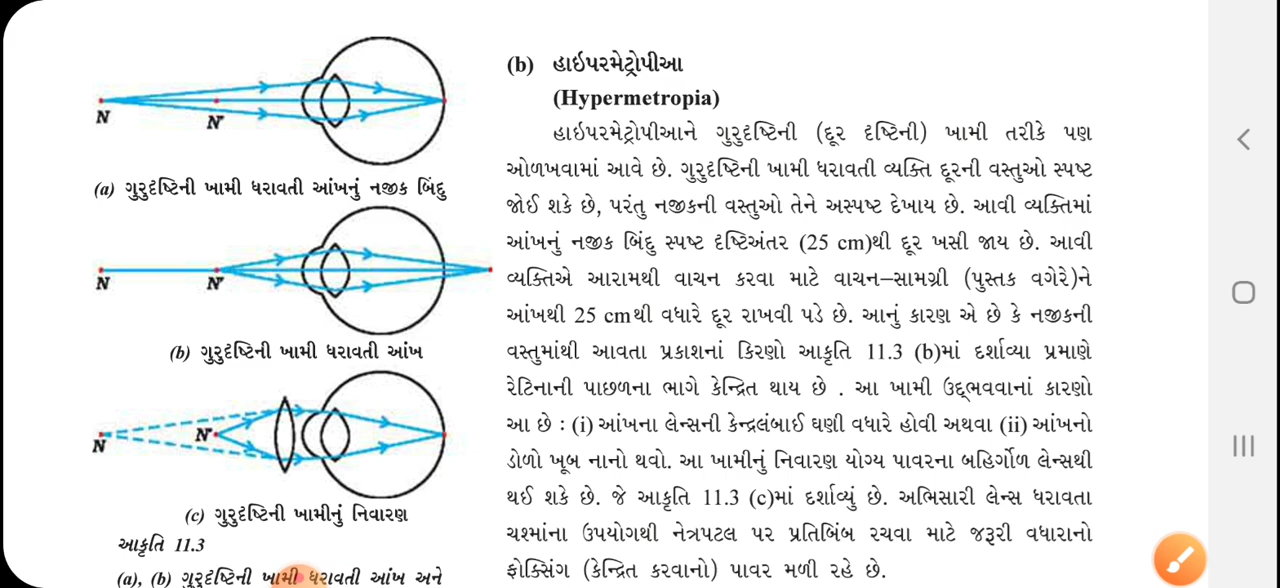 N
N'
(a) ગુરુદૃષ્ટિની ખામી ધરાવતી આંખનું નજીક બિંદુ
N
N'
(b) ગુરુદૃષ્ટિની ખામી ધરાવતી આંખ
N
N'
(c) ગુરુદૃષ્ટિની ખામીનું નિવારણ
આકૃતિ 11.3
(a), (b) ગુરુદૃષ્ટિની ખામી ધરાવતી આંખ અને
(b) હાઇપરમેટ્રોપીઆ
(Hypermetropia)
હાઇપરમેટ્રોપીઆને ગુરુદૃષ્ટિની (દૂર દૃષ્ટિની) ખામી તરીકે પણ
ઓળખવામાં આવે છે. ગુરુદૃષ્ટિની ખામી ધરાવતી વ્યક્તિ દૂરની વસ્તુઓ સ્પષ્ટ
જોઈ શકે છે, પરંતુ નજીકની વસ્તુઓ તેને અસ્પષ્ટ દેખાય છે. આવી વ્યક્તિમાં
આંખનું નજીક બિંદુ સ્પષ્ટ દૃષ્ટિઅંતર (25 cm)થી દૂર ખસી જાય છે. આવી
વ્યક્તિએ આરામથી વાચન કરવા માટે વાચન-સામગ્રી (પુસ્તક વગેરે)ને
આંખથી 25 cmથી વધારે દૂર રાખવી પડે છે. આનું કારણ એ છે કે નજીકની
વસ્તુમાંથી આવતા પ્રકાશનાં કિરણો આકૃતિ 11.3 (b)માં દર્શાવ્યા પ્રમાણે
રેટિનાની પાછળના ભાગે કેન્દ્રિત થાય છે . આ ખામી ઉદ્ભવવાનાં કારણો
આ છે : (i) આંખના લેન્સની કેન્દ્રલંબાઈ ઘણી વધારે હોવી અથવા (ii) આંખનો
ડોળો ખૂબ નાનો થવો. આ ખામીનું નિવારણ યોગ્ય પાવરના બહિર્ગોળ લેન્સથી
થઈ શકે છે. જે આકૃતિ 11.3 (c)માં દર્શાવ્યું છે. અભિસારી લેન્સ ધરાવતા
ચશ્માંના ઉપયોગથી નેત્રપટલ પર પ્રતિબિંબ રચવા માટે જરૂરી વધારાનો
ફોક્સિંગ (કેન્દ્રિત કરવાનો) પાવર મળી રહે છે.